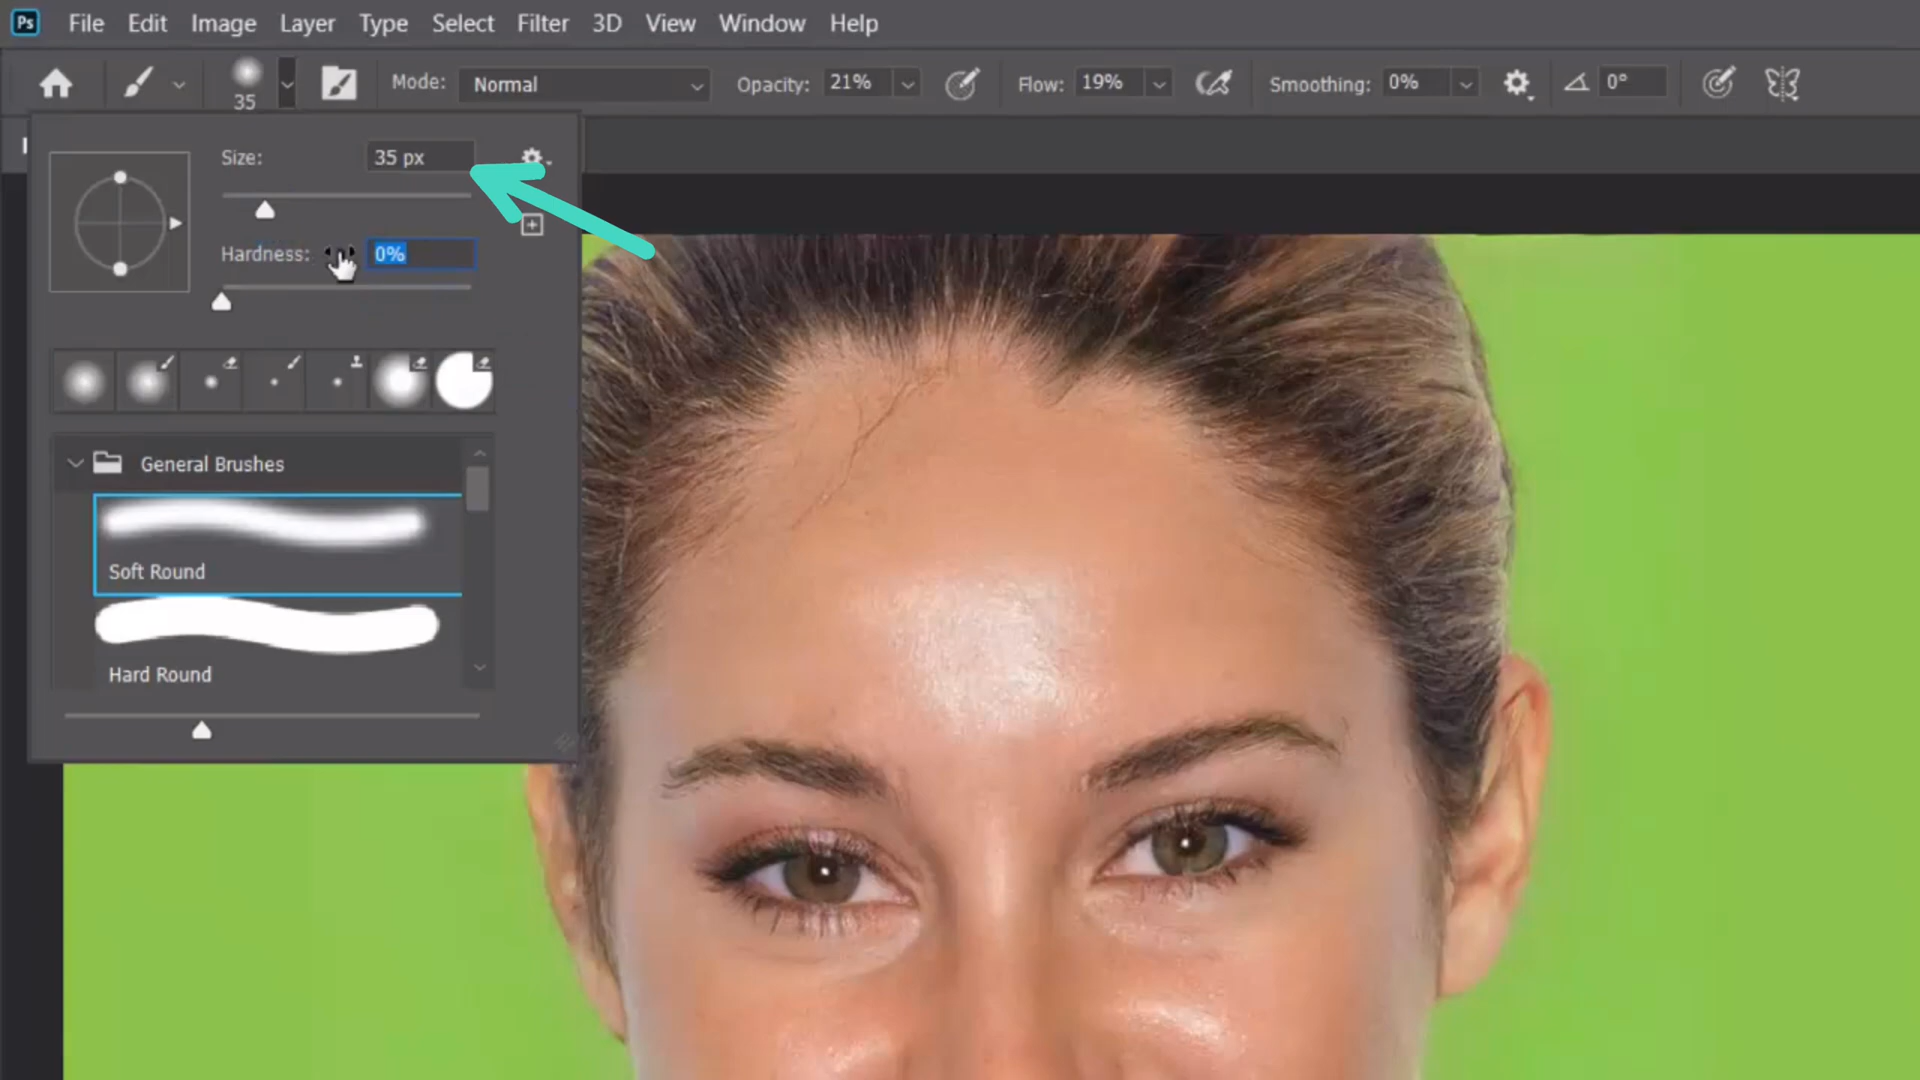 Ps File Edit Image Layer Type Select Filter 3D View Window Help
35 Mode: Normal Opacity: 21% Flow: 19% Smoothing: 0% 0°
Size: 35 px
Hardness: 0%
General Brushes
Soft Round
Hard Round